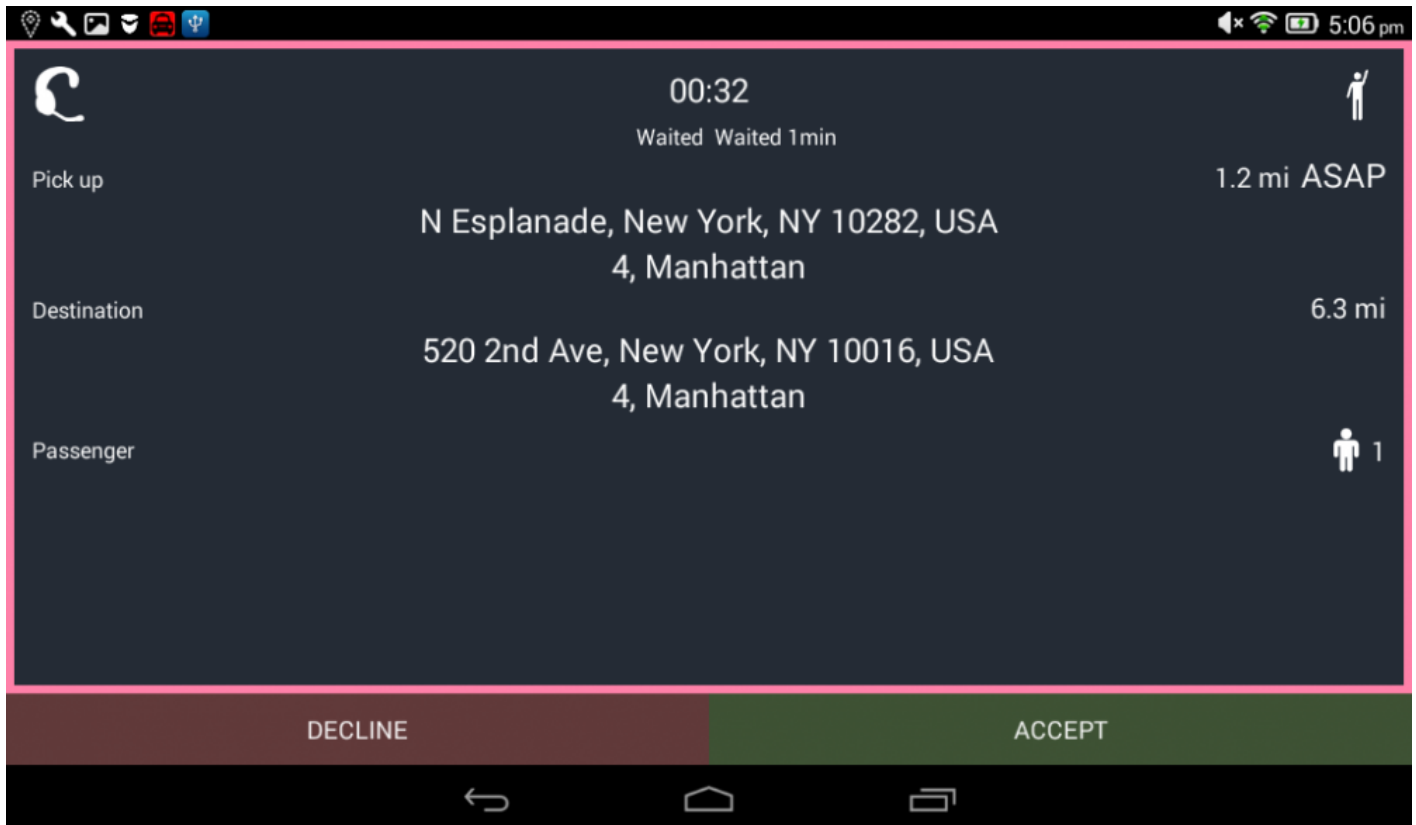 5:06 pm
00:32
Waited Waited 1min
Pick up
1.2 mi ASAP
N Esplanade, New York, NY 10282, USA
4, Manhattan
Destination
6.3 mi
520 2nd Ave, New York, NY 10016, USA
4, Manhattan
Passenger
1
DECLINE
ACCEPT